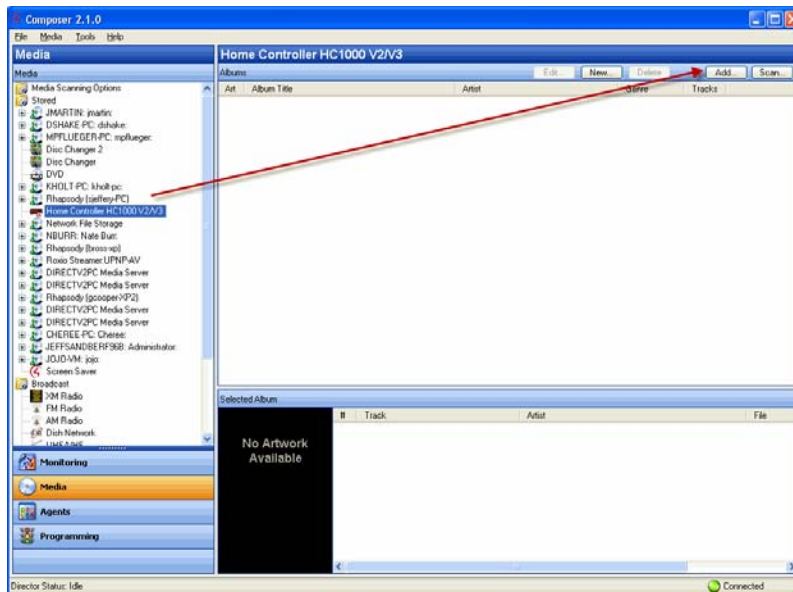 Composer 2.1.0
File Media Tools Help
Media
Home Controller HC1000 V2/V3
Media
Albums
Edit... New... Delete Add... Scan...
Art Album Title Artist Genre Tracks
Media Scanning Options
Stored
JMARTIN: jmartin:
DSHAKE-PC: dshake:
MPFLUEGER-PC: mpflueger:
Disc Changer 2
Disc Changer
DVD
KHOLT-PC: kholt-pc:
Rhapsody (sjeffery-PC)
Home Controller HC1000 V2/V3
Network File Storage
NBURR: Nate Burr:
Rhapsody (bross-xp)
Roxio Streamer:UPNP-AV
DIRECTV2PC Media Server
DIRECTV2PC Media Server
Rhapsody (gcooper-XP2)
DIRECTV2PC Media Server
DIRECTV2PC Media Server
CHEREE-PC: Cheree:
JEFFSANDBERF96B: Administrator:
JOJO-VM: jojo:
Screen Saver
Broadcast
XM Radio
FM Radio
AM Radio
Dish Network
Monitoring
Media
Agents
Programming
Selected Album
# Track Artist File
No Artwork
Available
Director Status: Idle
Connected